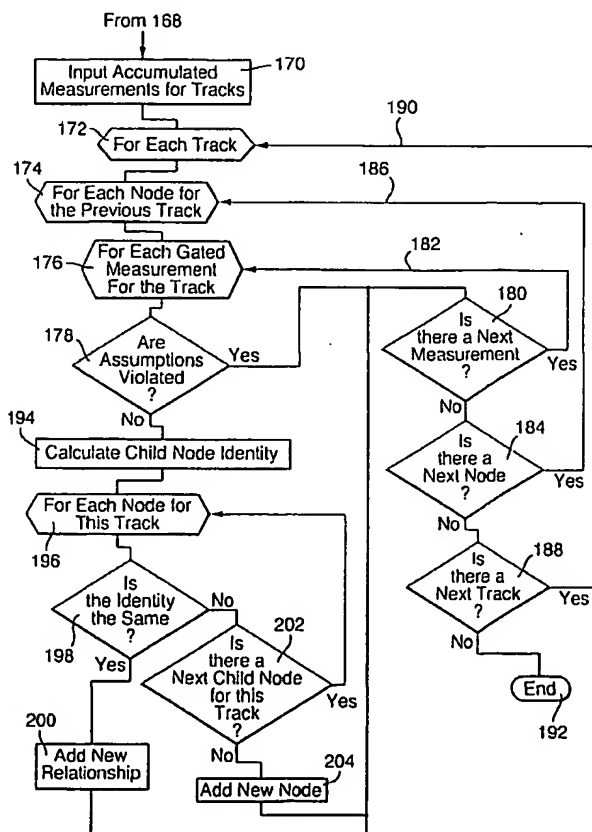 From 168
Input Accumulated
Measurements for Tracks
170
190
172
For Each Track
186
174
For Each Node for
the Previous Track
182
176
For Each Gated
Measurement
For the Track
178
Are
Assumptions
Violated
?
Yes
No
180
Is
there a Next
Measurement
?
Yes
No
194
Calculate Child Node Identity
184
Is
there a
Next Node
?
Yes
No
196
For Each Node for
This Track
188
Is
there a
Next Track
?
Yes
No
198
Is
the Identity
the Same
?
No
Yes
202
Is
there a
Next Child Node
for this
Track
?
Yes
No
End
192
200
Add New
Relationship
Add New Node
204